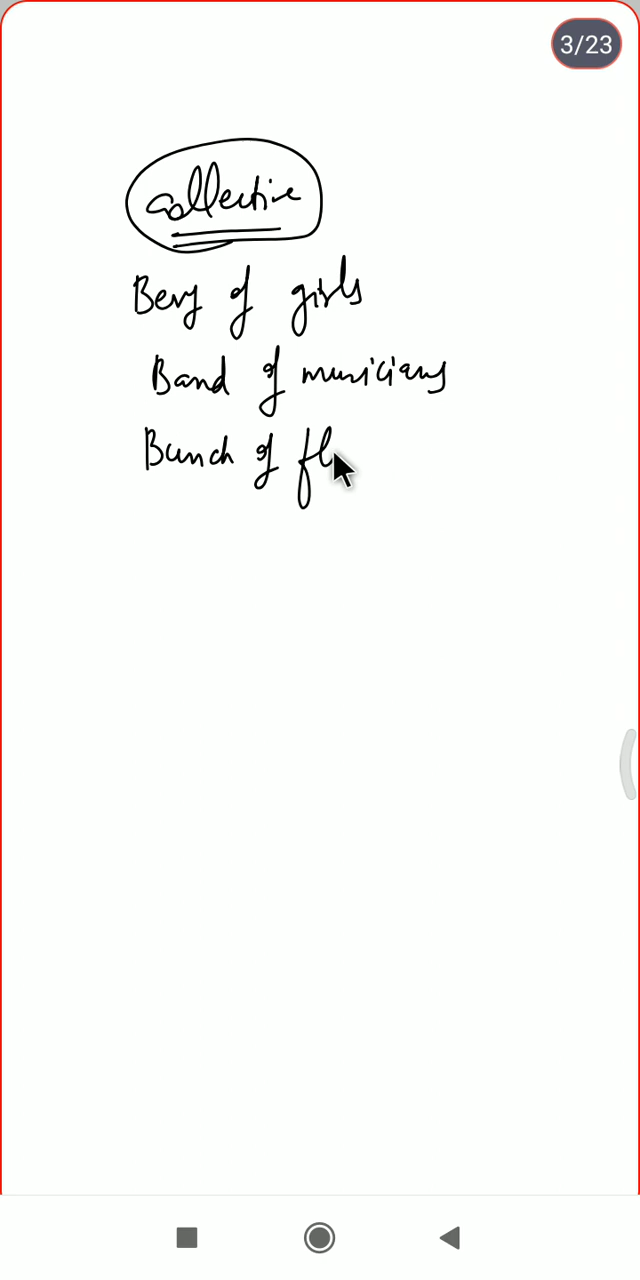 3/23
collective
Bevy of girls
Band of musicians
Bunch of fl